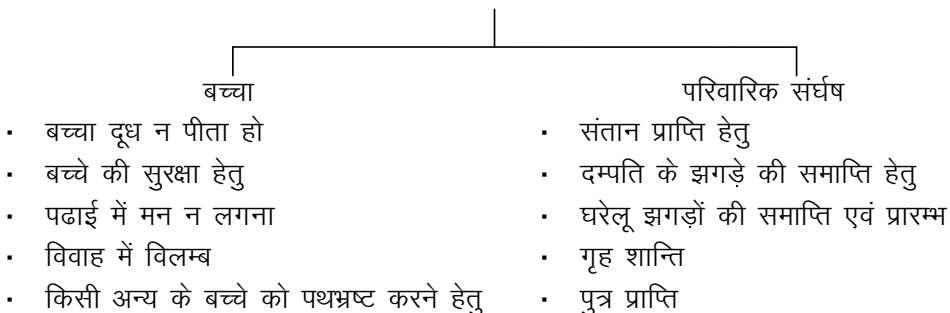 बच्चा
· बच्चा दूध न पीता हो
· बच्चे की सुरक्षा हेतु
· पढाई में मन न लगना
· विवाह में विलम्ब
· किसी अन्य के बच्चे को पथभ्रष्ट करने हेतु
परिवारिक संर्घष
· संतान प्राप्ति हेतु
· दम्पति के झगड़े की समाप्ति हेतु
· घरेलू झगड़ों की समाप्ति एवं प्रारम्भ
· गृह शान्ति
· पुत्र प्राप्ति